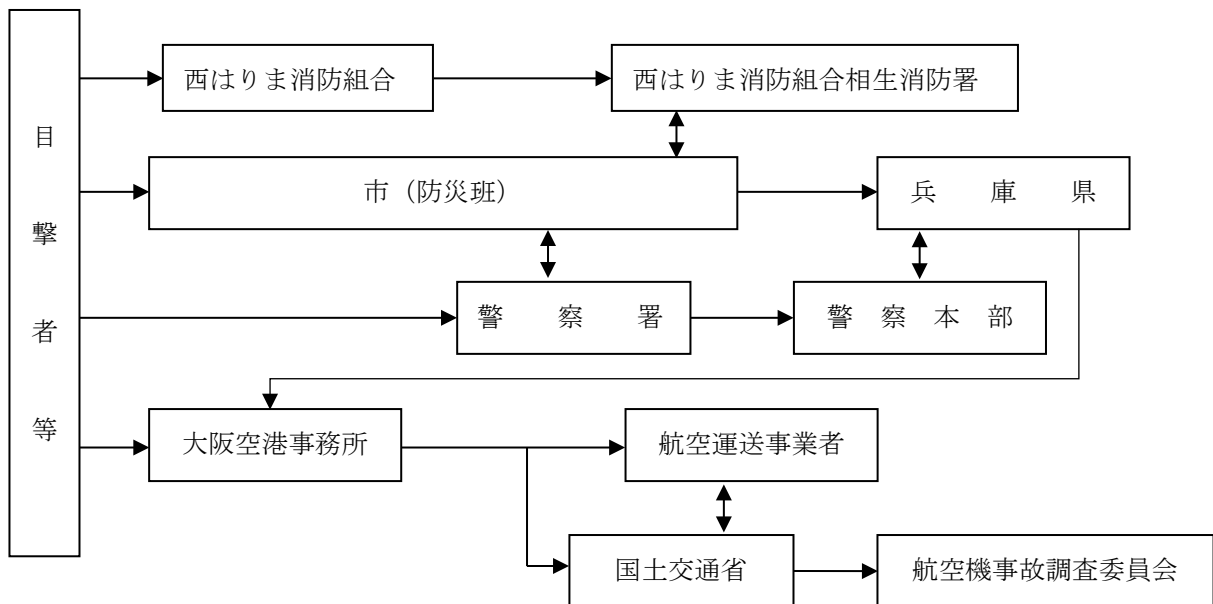 目撃者等
西はりま消防組合
西はりま消防組合相生消防署
市（防災班）
兵庫県
警察署
警察本部
大阪空港事務所
航空運送事業者
国土交通省
航空機事故調査委員会